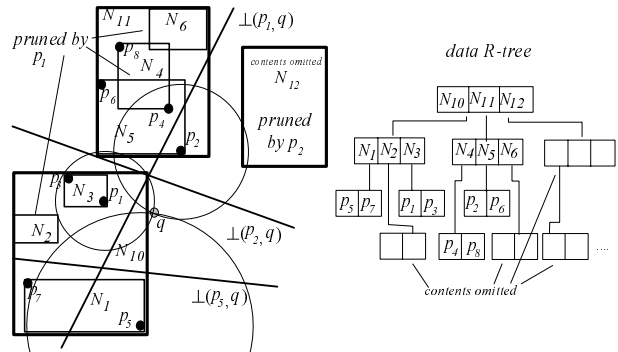 N11
N6
⊥(p1, q)
pruned by
p1
p8
N4
p6
p4
N5
p2
contents omitted
N12
pruned
by p2
p3
N3
p1
q
N2
N10
⊥(p2, q)
p7
N1
p5
⊥(p5, q)
data R-tree
N10 N11 N12
N1 N2 N3
N4 N5 N6
p5 p7
p1 p3
p2 p6
p4 p8
....
contents omitted